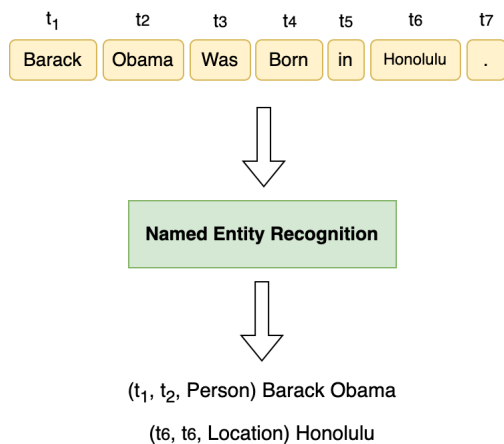 t₁ t2 t3 t4 t5 t6 t7
Barack Obama Was Born in Honolulu .
Named Entity Recognition
(t₁, t₂, Person) Barack Obama
(t6, t6, Location) Honolulu